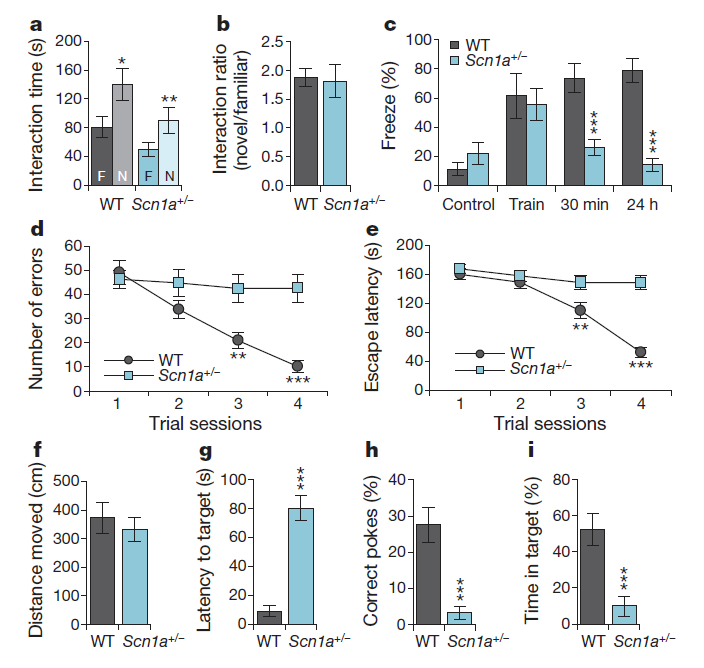 a
Interaction time (s)
200
160
120
80
40
0
*
**
F N F N
WT Scn1a+/–
b
Interaction ratio
(novel/familiar)
2.5
2.0
1.5
1.0
0.5
0.0
WT Scn1a+/–
c
Freeze (%)
100
80
60
40
20
0
WT
Scn1a+/–
***
***
Control Train 30 min 24 h
d
Number of errors
60
50
40
30
20
10
0
WT
Scn1a+/–
**
***
1 2 3 4
Trial sessions
e
Escape latency (s)
200
160
120
80
40
0
WT
Scn1a+/–
**
***
1 2 3 4
Trial sessions
f
Distance moved (cm)
500
400
300
200
100
0
WT Scn1a+/–
g
Latency to target (s)
100
80
60
40
20
0
***
WT Scn1a+/–
h
Correct pokes (%)
40
30
20
10
0
***
WT Scn1a+/–
i
Time in target (%)
80
60
40
20
0
***
WT Scn1a+/–